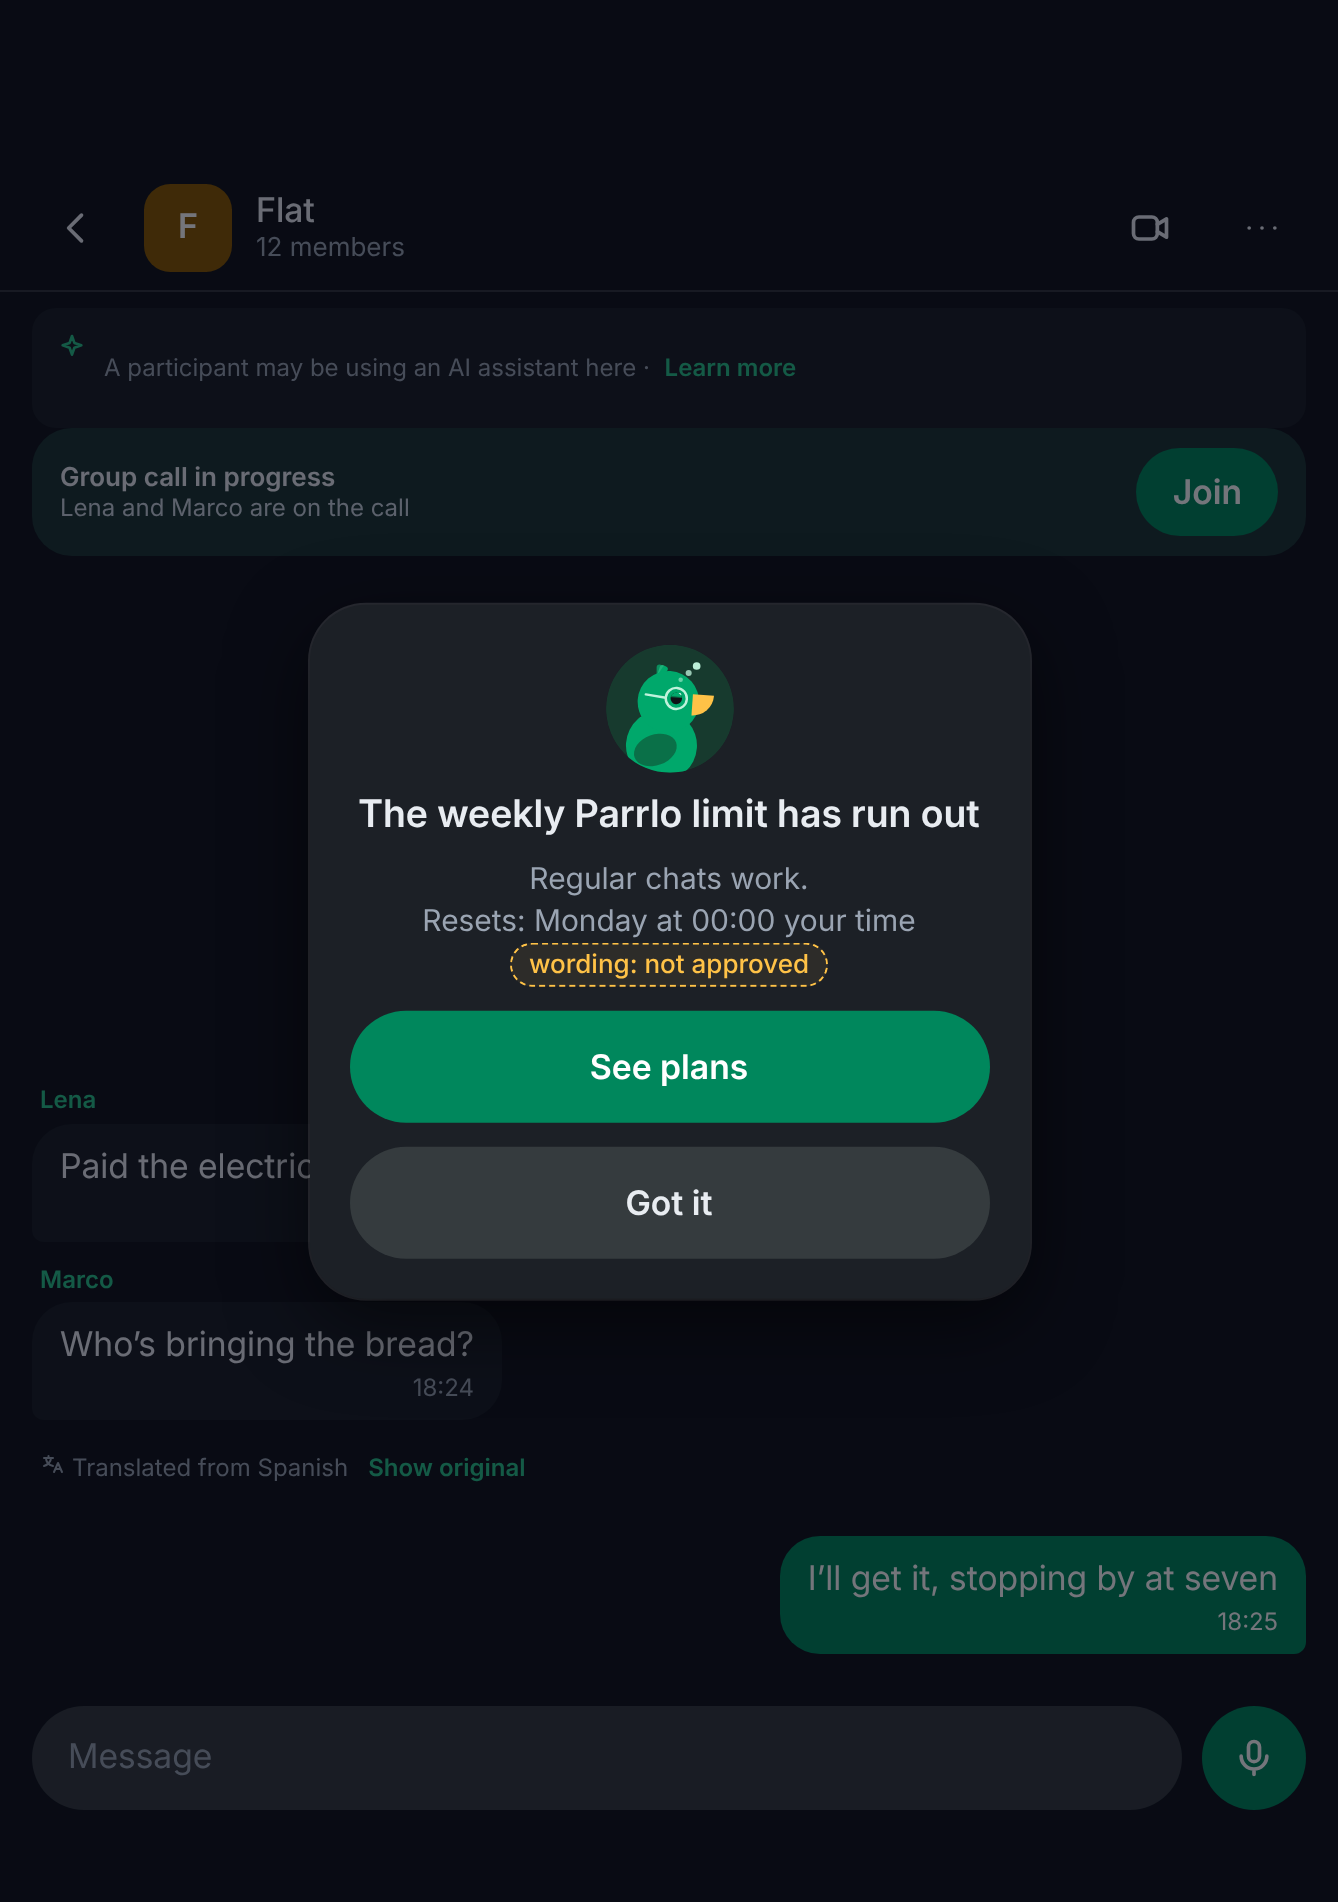 F
Flat
12 members
A participant may be using an AI assistant here · Learn more
Group call in progress
Lena and Marco are on the call
Join
The weekly Parrlo limit has run out
Regular chats work.
Resets: Monday at 00:00 your time
wording: not approved
See plans
Got it
Lena
Paid the electric
Marco
Who’s bringing the bread?
18:24
Translated from Spanish Show original
I’ll get it, stopping by at seven
18:25
Message